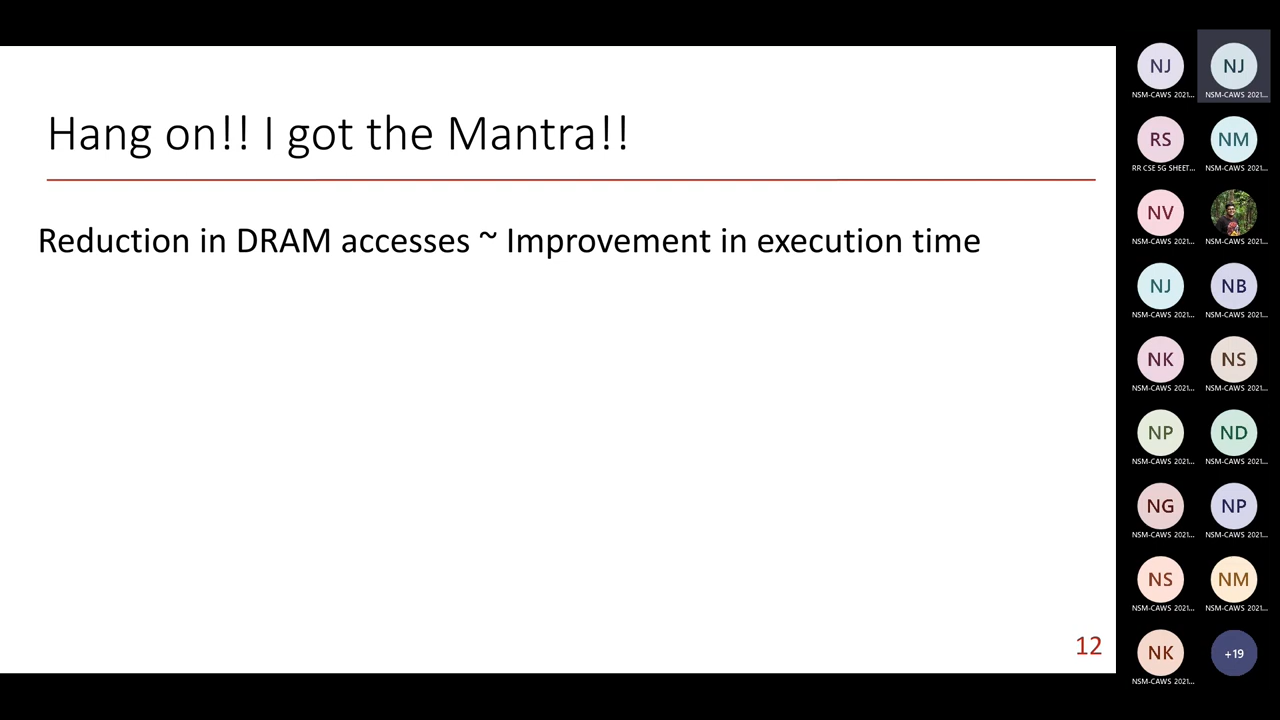 Hang on!! I got the Mantra!!
Reduction in DRAM accesses ~ Improvement in execution time
12
NJ
NSM-CAWS 2021...
NJ
NSM-CAWS 2021...
RS
RR CSE 5G SHEET...
NM
NSM-CAWS 2021...
NV
NSM-CAWS 2021...
NSM-CAWS 2021...
NJ
NSM-CAWS 2021...
NB
NSM-CAWS 2021...
NK
NSM-CAWS 2021...
NS
NSM-CAWS 2021...
NP
NSM-CAWS 2021...
ND
NSM-CAWS 2021...
NG
NSM-CAWS 2021...
NP
NSM-CAWS 2021...
NS
NSM-CAWS 2021...
NM
NSM-CAWS 2021...
NK
NSM-CAWS 2021...
+19